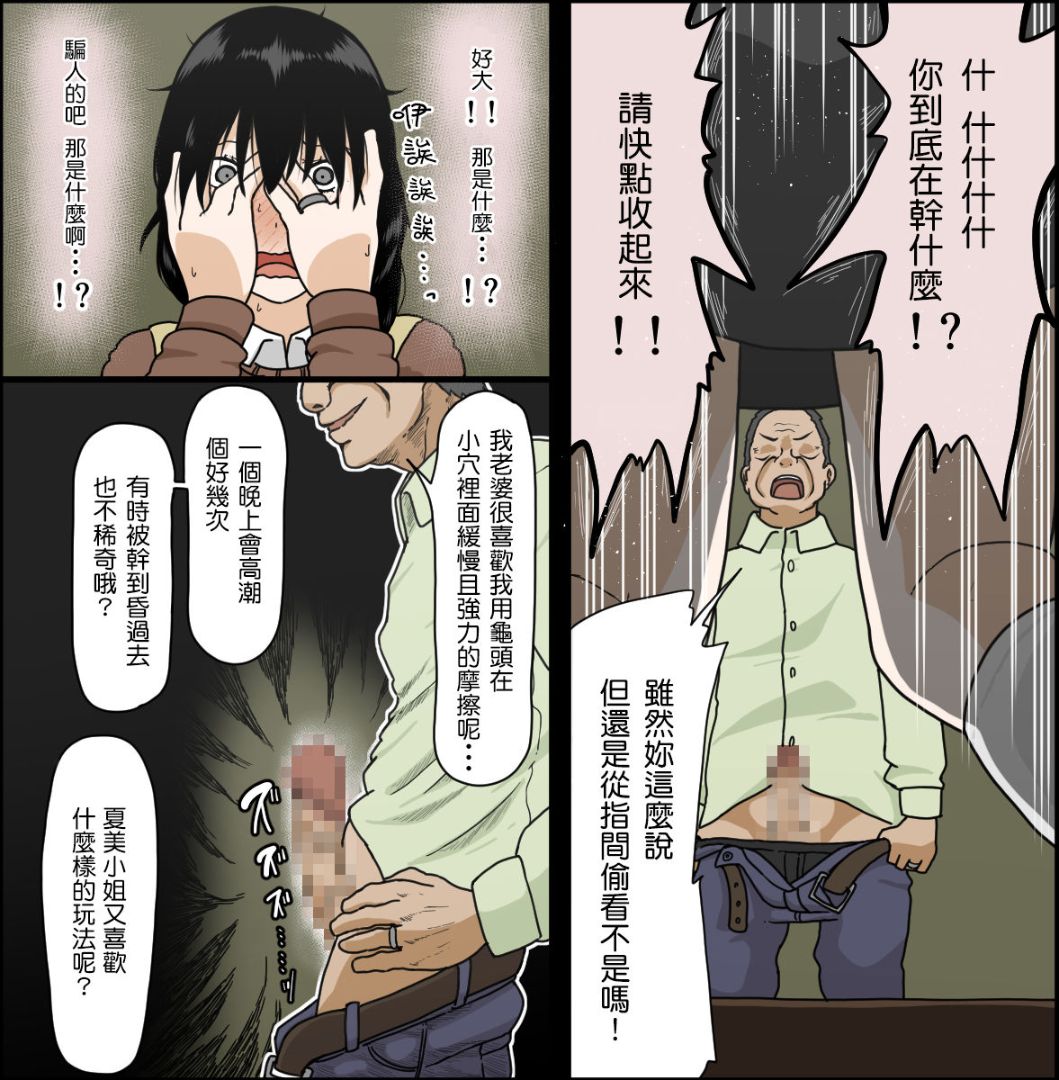 什 什什什什
你到底在幹什麼!?
請快點收起來!!
雖然妳這麼說
但還是從指間偷看不是嗎!
好大!! 那是什麼…!?
咿誒誒誒…、
騙人的吧 那是什麼啊…!?
我老婆很喜歡我用龜頭在
小穴裡面緩慢且強力的摩擦呢…
一個晚上會高潮
個好幾次
有時被幹到昏過去
也不稀奇哦?
ズズズ……ッ
夏美小姐又喜歡
什麼樣的玩法呢?